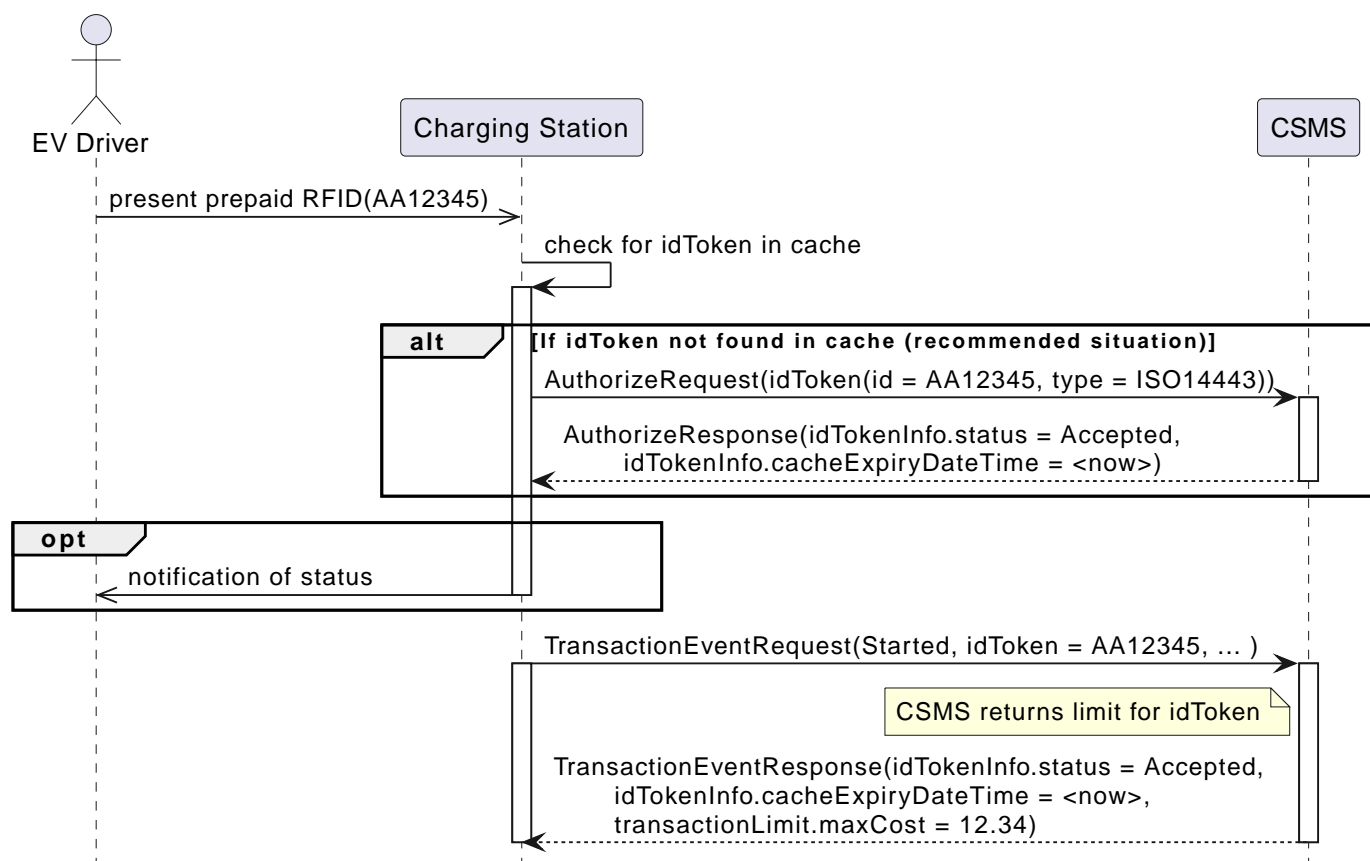 EV Driver
Charging Station
CSMS
present prepaid RFID(AA12345)
check for idToken in cache
alt
[If idToken not found in cache (recommended situation)]
AuthorizeRequest(idToken(id = AA12345, type = ISO14443))
AuthorizeResponse(idTokenInfo.status = Accepted,
idTokenInfo.cacheExpiryDateTime = <now>)
opt
notification of status
TransactionEventRequest(Started, idToken = AA12345, ... )
CSMS returns limit for idToken
TransactionEventResponse(idTokenInfo.status = Accepted,
idTokenInfo.cacheExpiryDateTime = <now>,
transactionLimit.maxCost = 12.34)